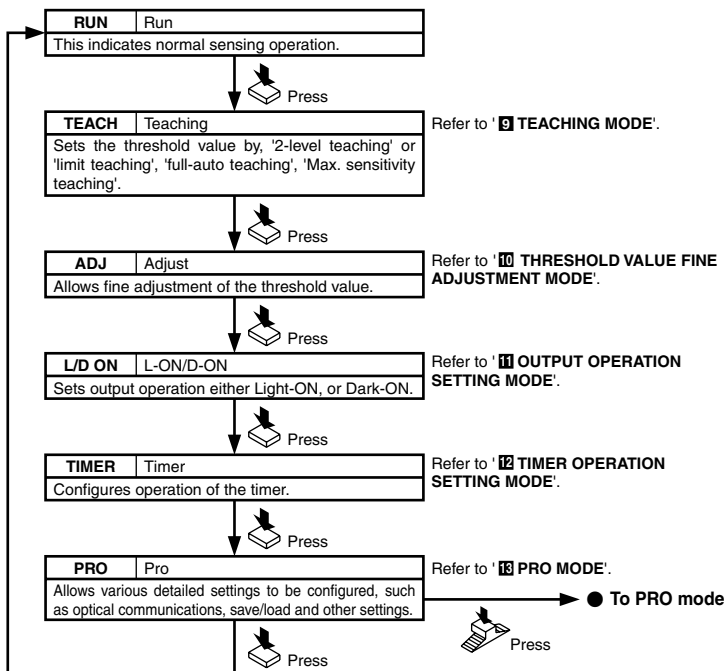 RUN Run
This indicates normal sensing operation.
Press
TEACH Teaching
Refer to ' 9 TEACHING MODE'.
Sets the threshold value by, '2-level teaching' or
'limit teaching', 'full-auto teaching', 'Max. sensitivity
teaching'.
Press
ADJ Adjust
Allows fine adjustment of the threshold value.
Refer to ' 10 THRESHOLD VALUE FINE
ADJUSTMENT MODE'.
Press
L/D ON L-ON/D-ON
Sets output operation either Light-ON, or Dark-ON.
Refer to ' 11 OUTPUT OPERATION
SETTING MODE'.
Press
TIMER Timer
Configures operation of the timer.
Refer to ' 12 TIMER OPERATION
SETTING MODE'.
Press
PRO Pro
Refer to ' 13 PRO MODE'.
Allows various detailed settings to be configured, such
as optical communications, save/load and other settings.
● To PRO mode
Press
Press